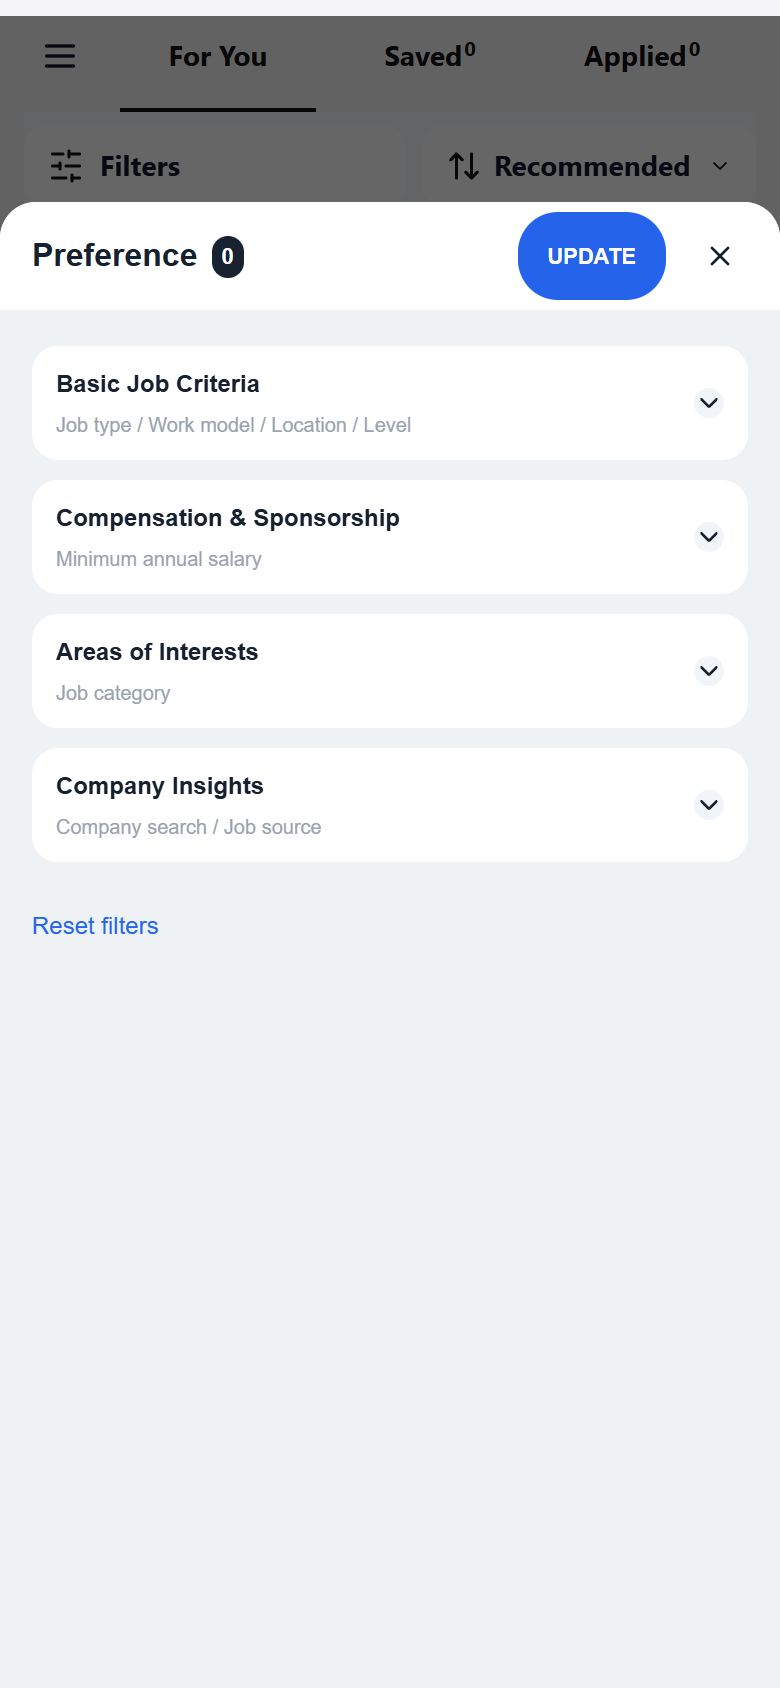 For You Saved0 Applied0
Filters Recommended
Preference 0 UPDATE
Basic Job Criteria
Job type / Work model / Location / Level
Compensation & Sponsorship
Minimum annual salary
Areas of Interests
Job category
Company Insights
Company search / Job source
Reset filters